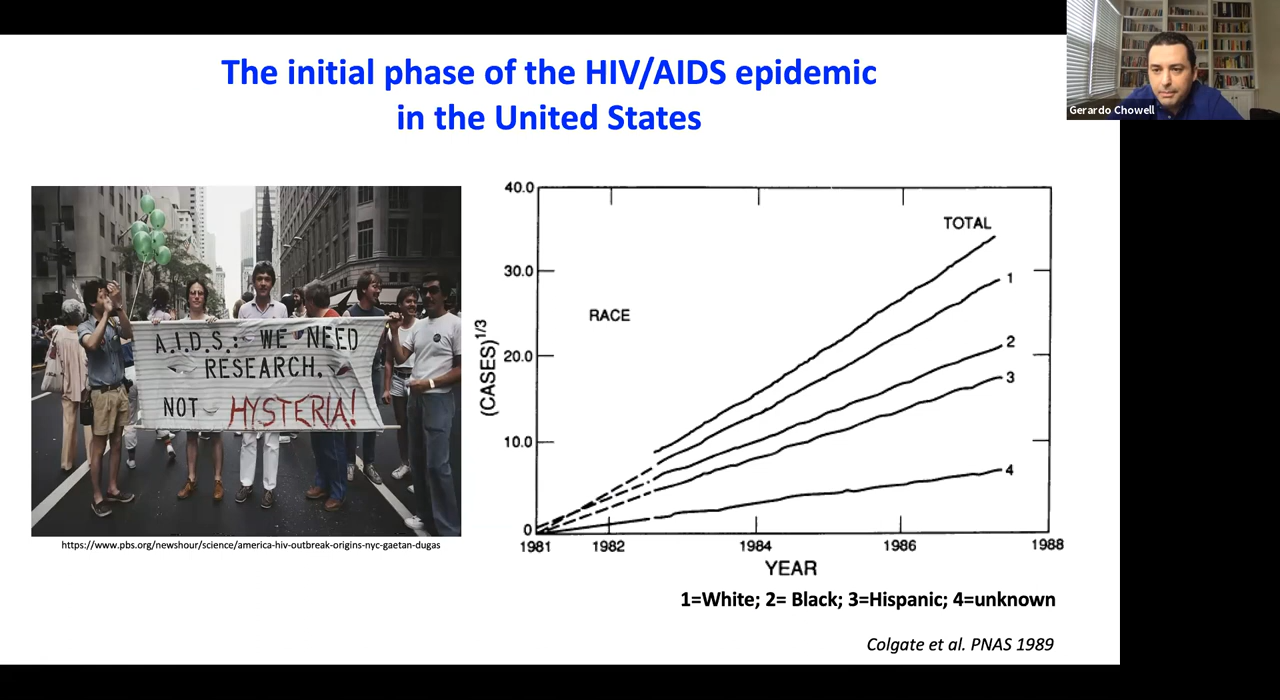 The initial phase of the HIV/AIDS epidemic
in the United States
Gerardo Chowell
A.I.D.S.: WE NEED
RESEARCH.
NOT HYSTERIA!
https://www.pbs.org/newshour/science/america-hiv-outbreak-origins-nyc-gaetan-dugas
40.0
30.0
20.0
10.0
0
(CASES)1/3
RACE
TOTAL
1
2
3
4
1981 1982 1984 1986 1988
YEAR
1=White; 2= Black; 3=Hispanic; 4=unknown
Colgate et al. PNAS 1989